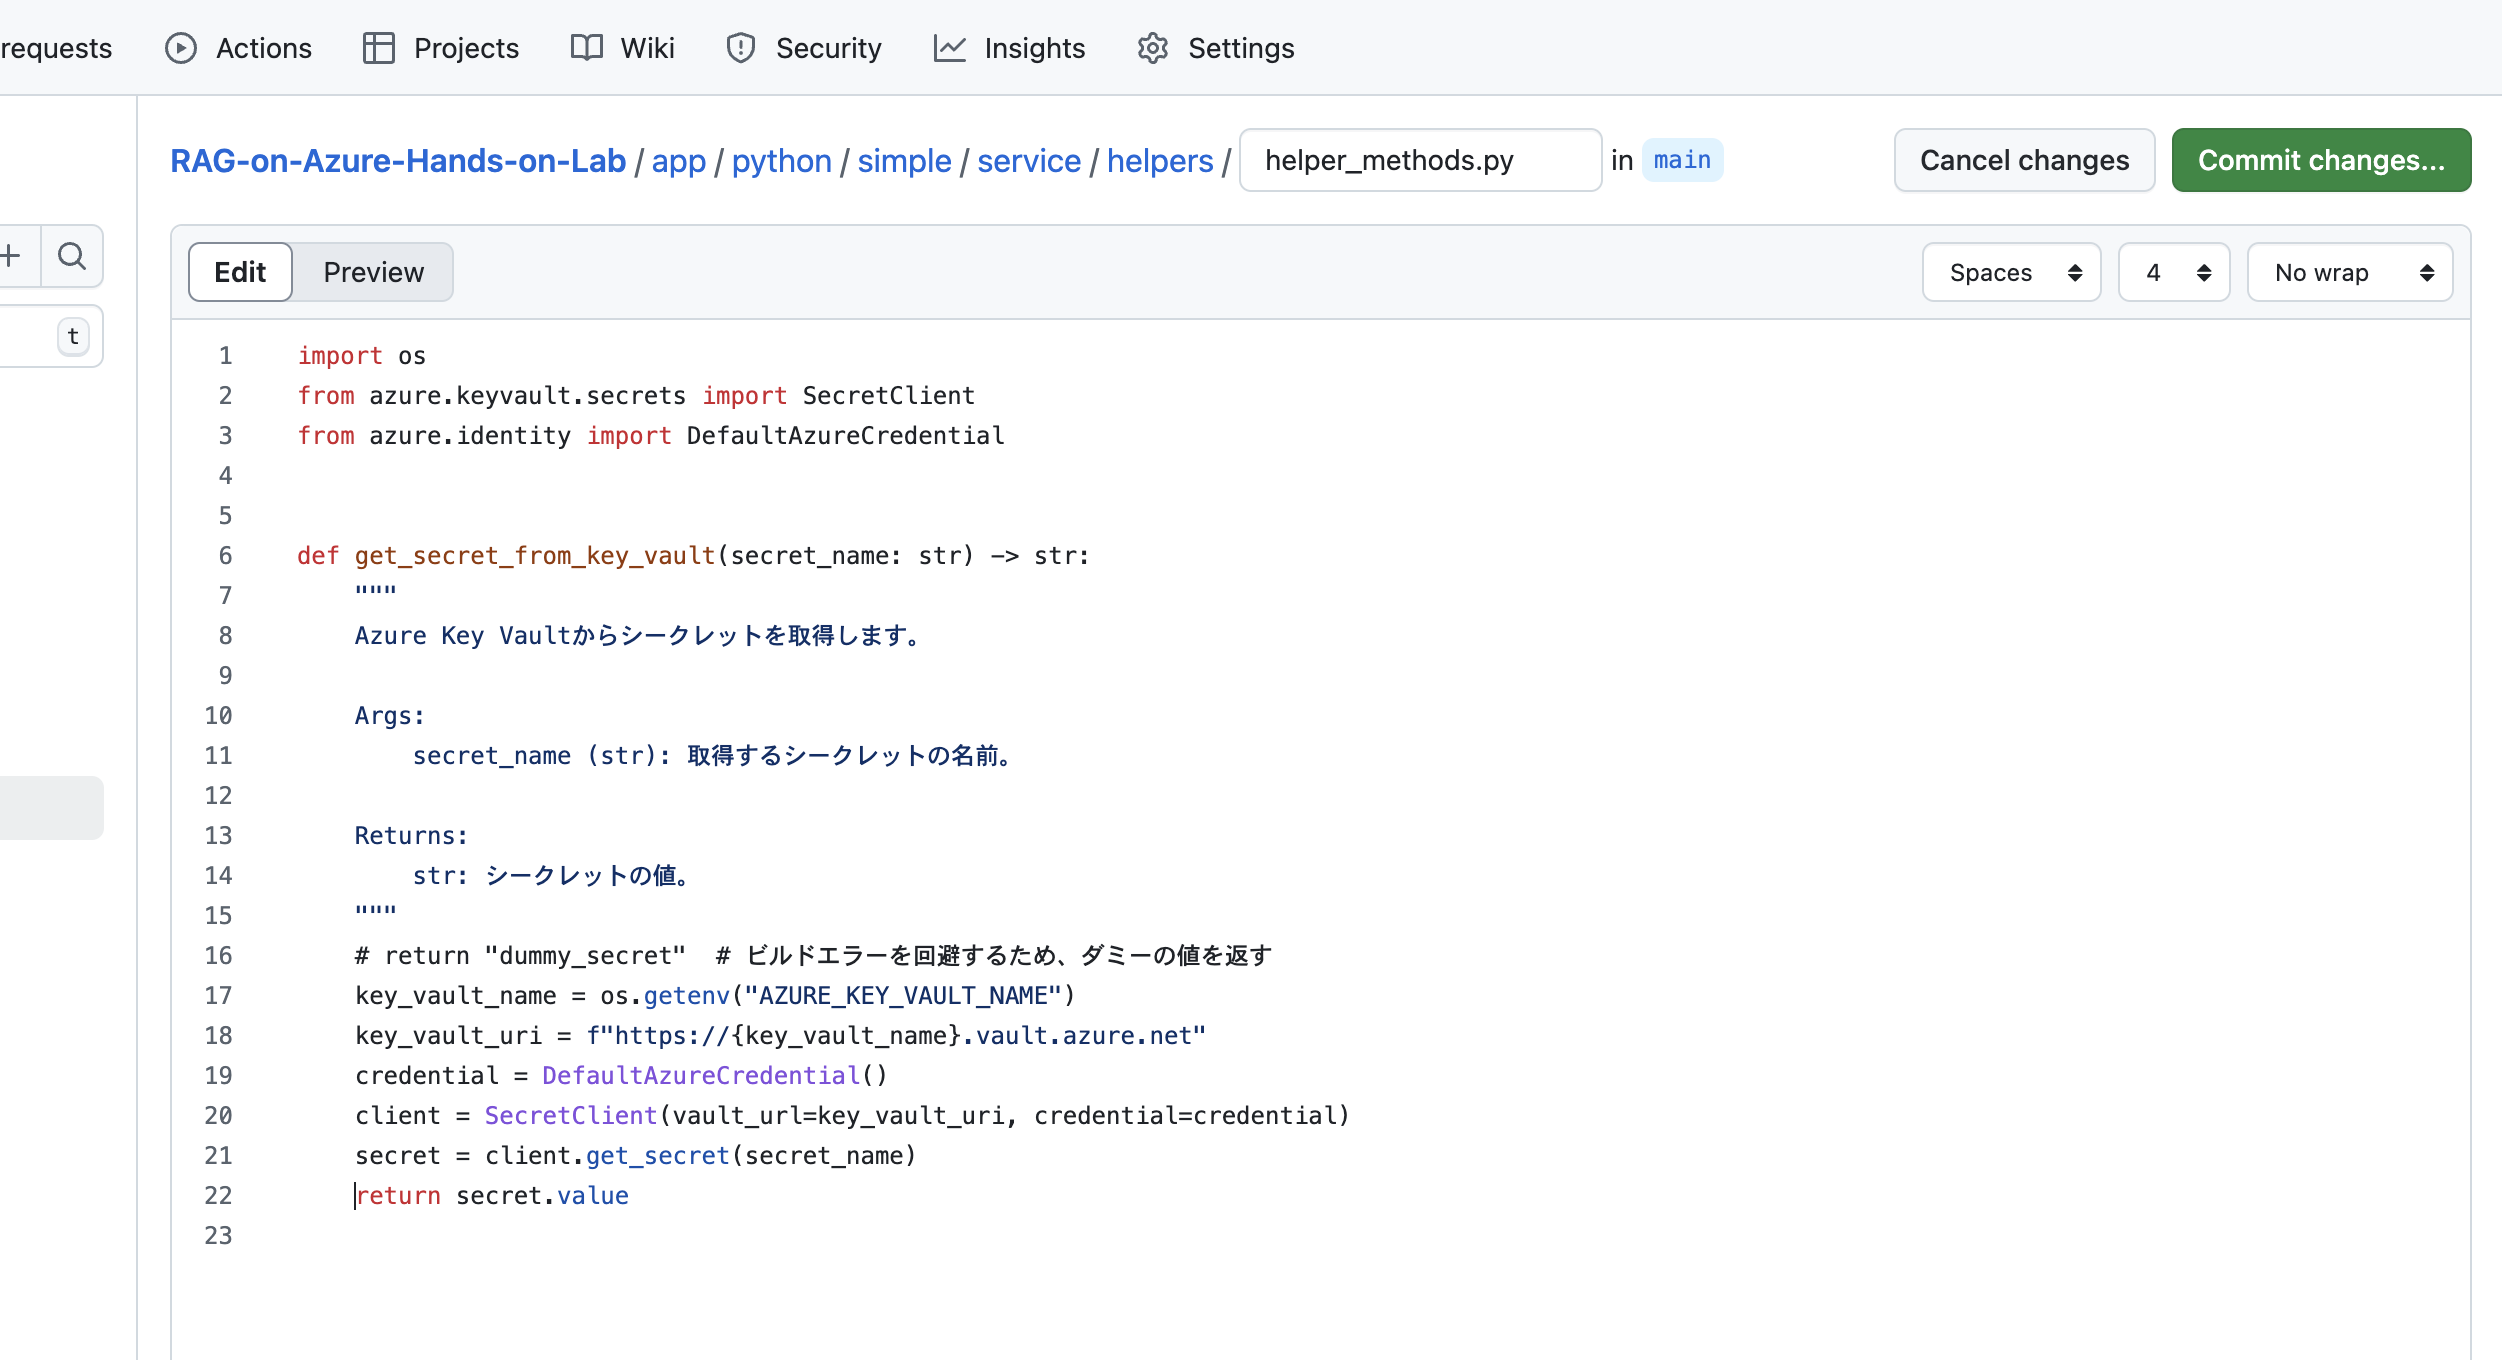 requests Actions Projects Wiki Security Insights Settings
RAG-on-Azure-Hands-on-Lab / app / python / simple / service / helpers / helper_methods.py in main Cancel changes Commit changes...
t
Edit Preview Spaces 4 No wrap
1 import os
2 from azure.keyvault.secrets import SecretClient
3 from azure.identity import DefaultAzureCredential
4
5
6 def get_secret_from_key_vault(secret_name: str) -> str:
7     """
8     Azure Key Vaultからシークレットを取得します。
9
10     Args:
11         secret_name (str): 取得するシークレットの名前。
12
13     Returns:
14         str: シークレットの値。
15     """
16     # return "dummy_secret"  # ビルドエラーを回避するため、ダミーの値を返す
17     key_vault_name = os.getenv("AZURE_KEY_VAULT_NAME")
18     key_vault_uri = f"https://{key_vault_name}.vault.azure.net"
19     credential = DefaultAzureCredential()
20     client = SecretClient(vault_url=key_vault_uri, credential=credential)
21     secret = client.get_secret(secret_name)
22     return secret.value
23